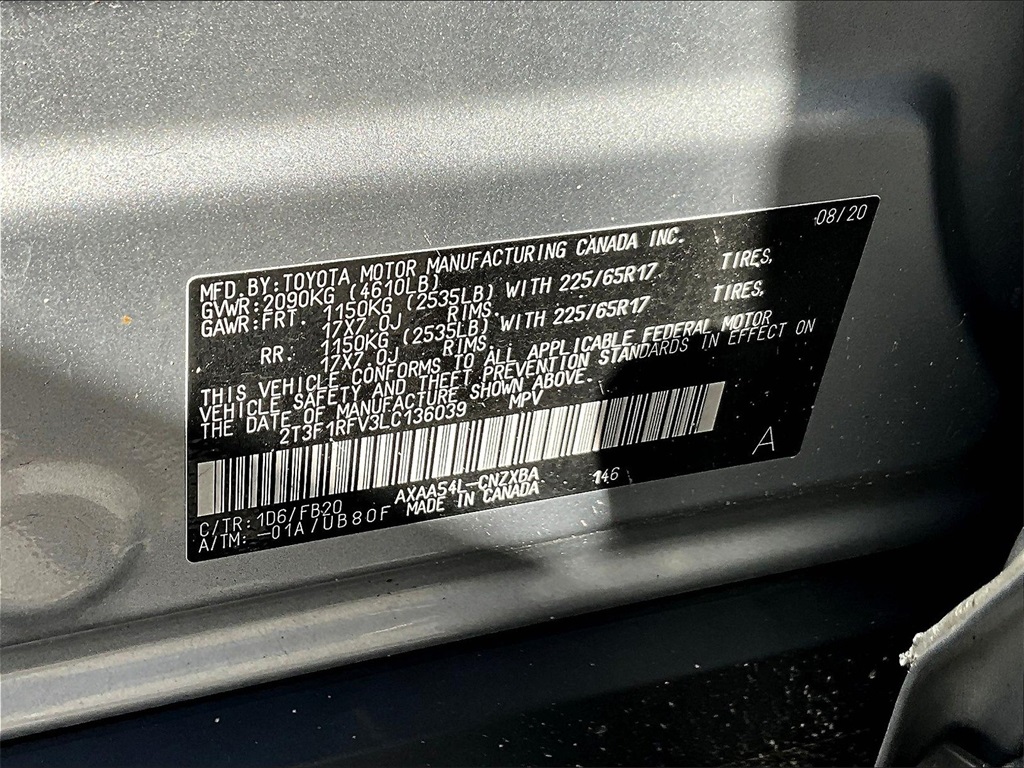 08/20
MFD. BY: TOYOTA MOTOR MANUFACTURING CANADA INC.
GVWR: 2090KG (4610LB)
GAWR: FRT. 1150KG (2535LB) WITH 225/65R17 TIRES,
17X7.0J RIMS.
RR. 1150KG (2535LB) WITH 225/65R17 TIRES,
17X7.0J RIMS.
THIS VEHICLE CONFORMS TO ALL APPLICABLE FEDERAL MOTOR
VEHICLE SAFETY AND THEFT PREVENTION STANDARDS IN EFFECT ON
THE DATE OF MANUFACTURE SHOWN ABOVE.
2T3F1RFV3LC136039 MPV
C/TR: 1D6/FB20 AXAA54L-CNZXBA 146 A
A/TM: -01A/UB80F MADE IN CANADA